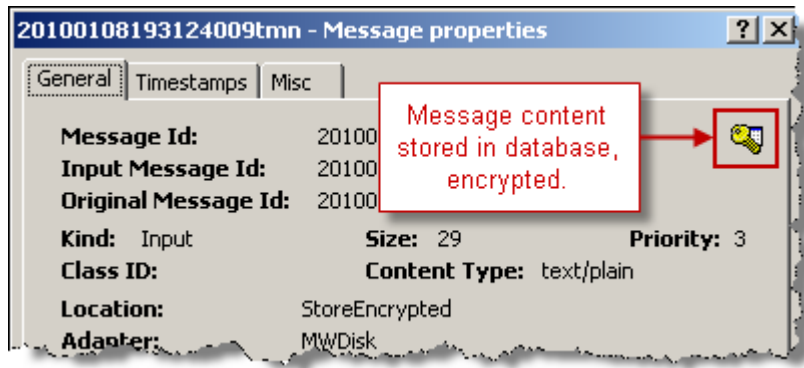 20100108193124009tmn - Message properties
General Timestamps Misc
Message content
stored in database,
encrypted.
Message Id: 20100
Input Message Id: 20100
Original Message Id: 20100
Kind: Input Size: 29 Priority: 3
Class ID: Content Type: text/plain
Location: StoreEncrypted
Adapter: MWDisk